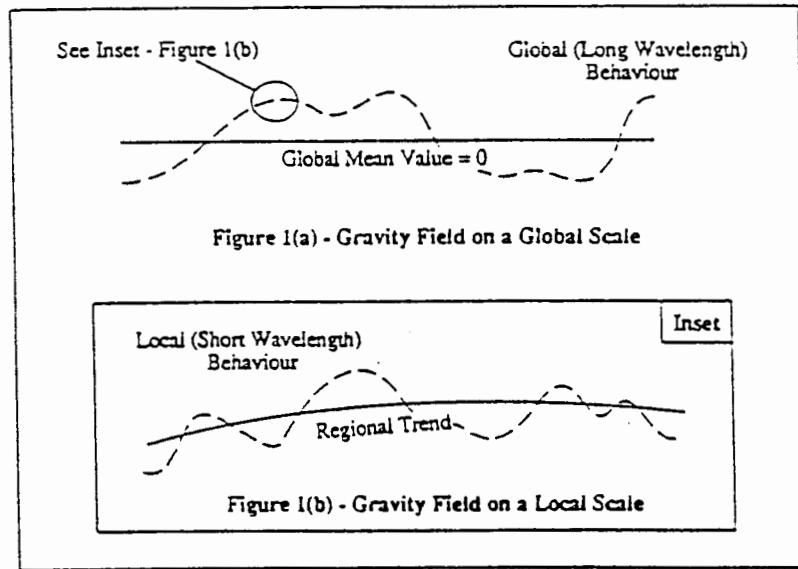 See Inset - Figure 1(b)
Global (Long Wavelength)
Behaviour
Global Mean Value = 0
Figure 1(a) - Gravity Field on a Global Scale
Inset
Local (Short Wavelength)
Behaviour
Regional Trend
Figure 1(b) - Gravity Field on a Local Scale